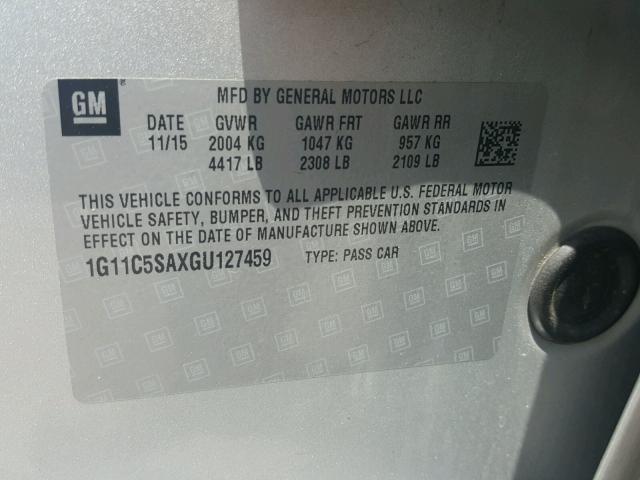 GM
MFD BY GENERAL MOTORS LLC
DATE GVWR GAWR FRT GAWR RR
11/15 2004 KG 1047 KG 957 KG
4417 LB 2308 LB 2109 LB
THIS VEHICLE CONFORMS TO ALL APPLICABLE U.S. FEDERAL MOTOR
VEHICLE SAFETY, BUMPER, AND THEFT PREVENTION STANDARDS IN
EFFECT ON THE DATE OF MANUFACTURE SHOWN ABOVE.
1G11C5SAXGU127459 TYPE: PASS CAR